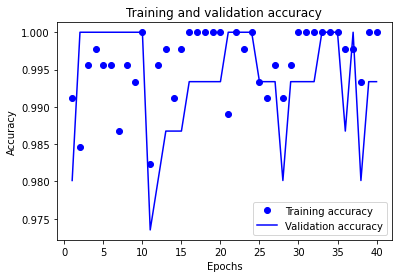 Training and validation accuracy
1.000
0.995
0.990
0.985
0.980
0.975
Accuracy
Training accuracy
Validation accuracy
0 5 10 15 20 25 30 35 40
Epochs